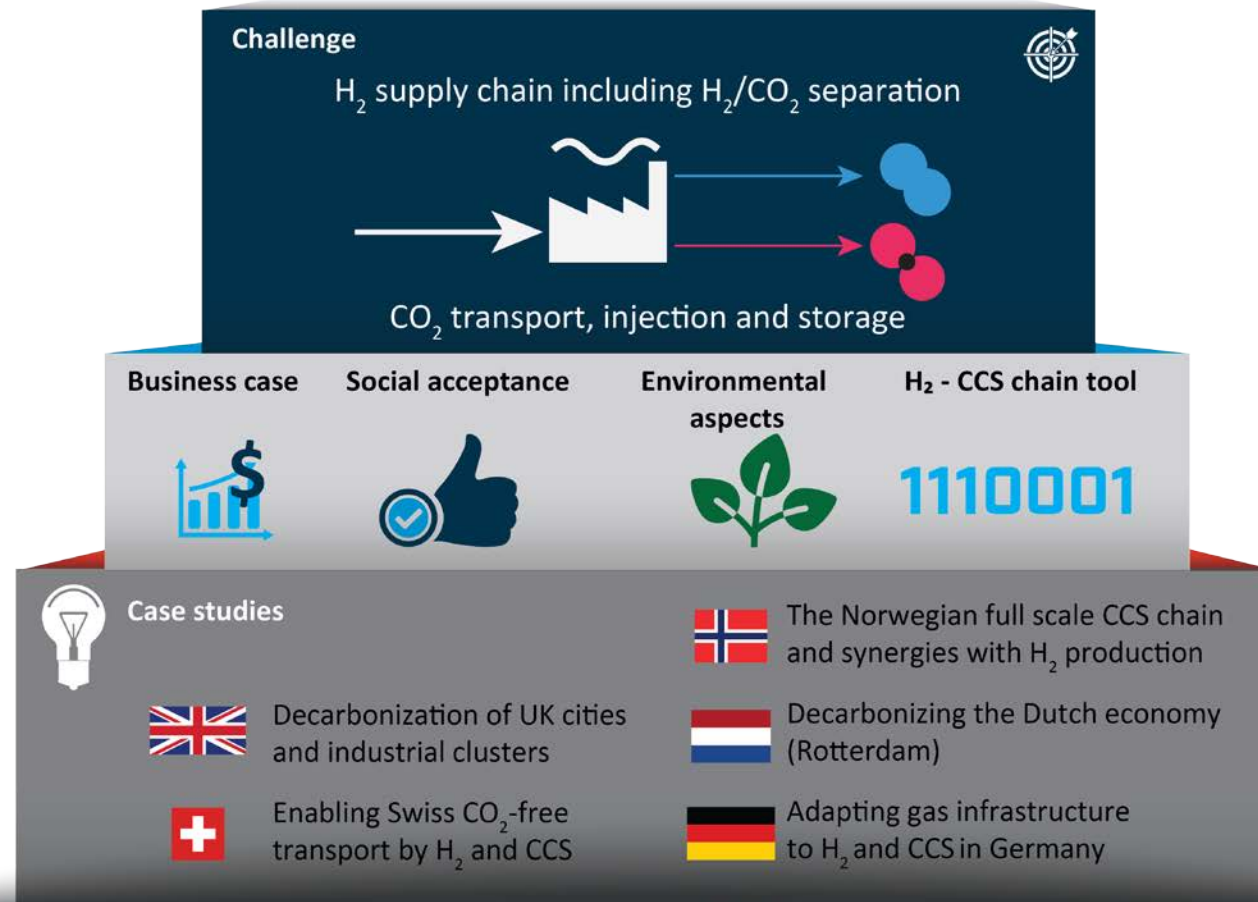 Challenge
H₂ supply chain including H₂/CO₂ separation
CO₂ transport, injection and storage
Business case
Social acceptance
Environmental
aspects
H₂ - CCS chain tool
1110001
Case studies
The Norwegian full scale CCS chain
and synergies with H₂ production
Decarbonization of UK cities
and industrial clusters
Decarbonizing the Dutch economy
(Rotterdam)
Enabling Swiss CO₂-free
transport by H₂ and CCS
Adapting gas infrastructure
to H₂ and CCS in Germany